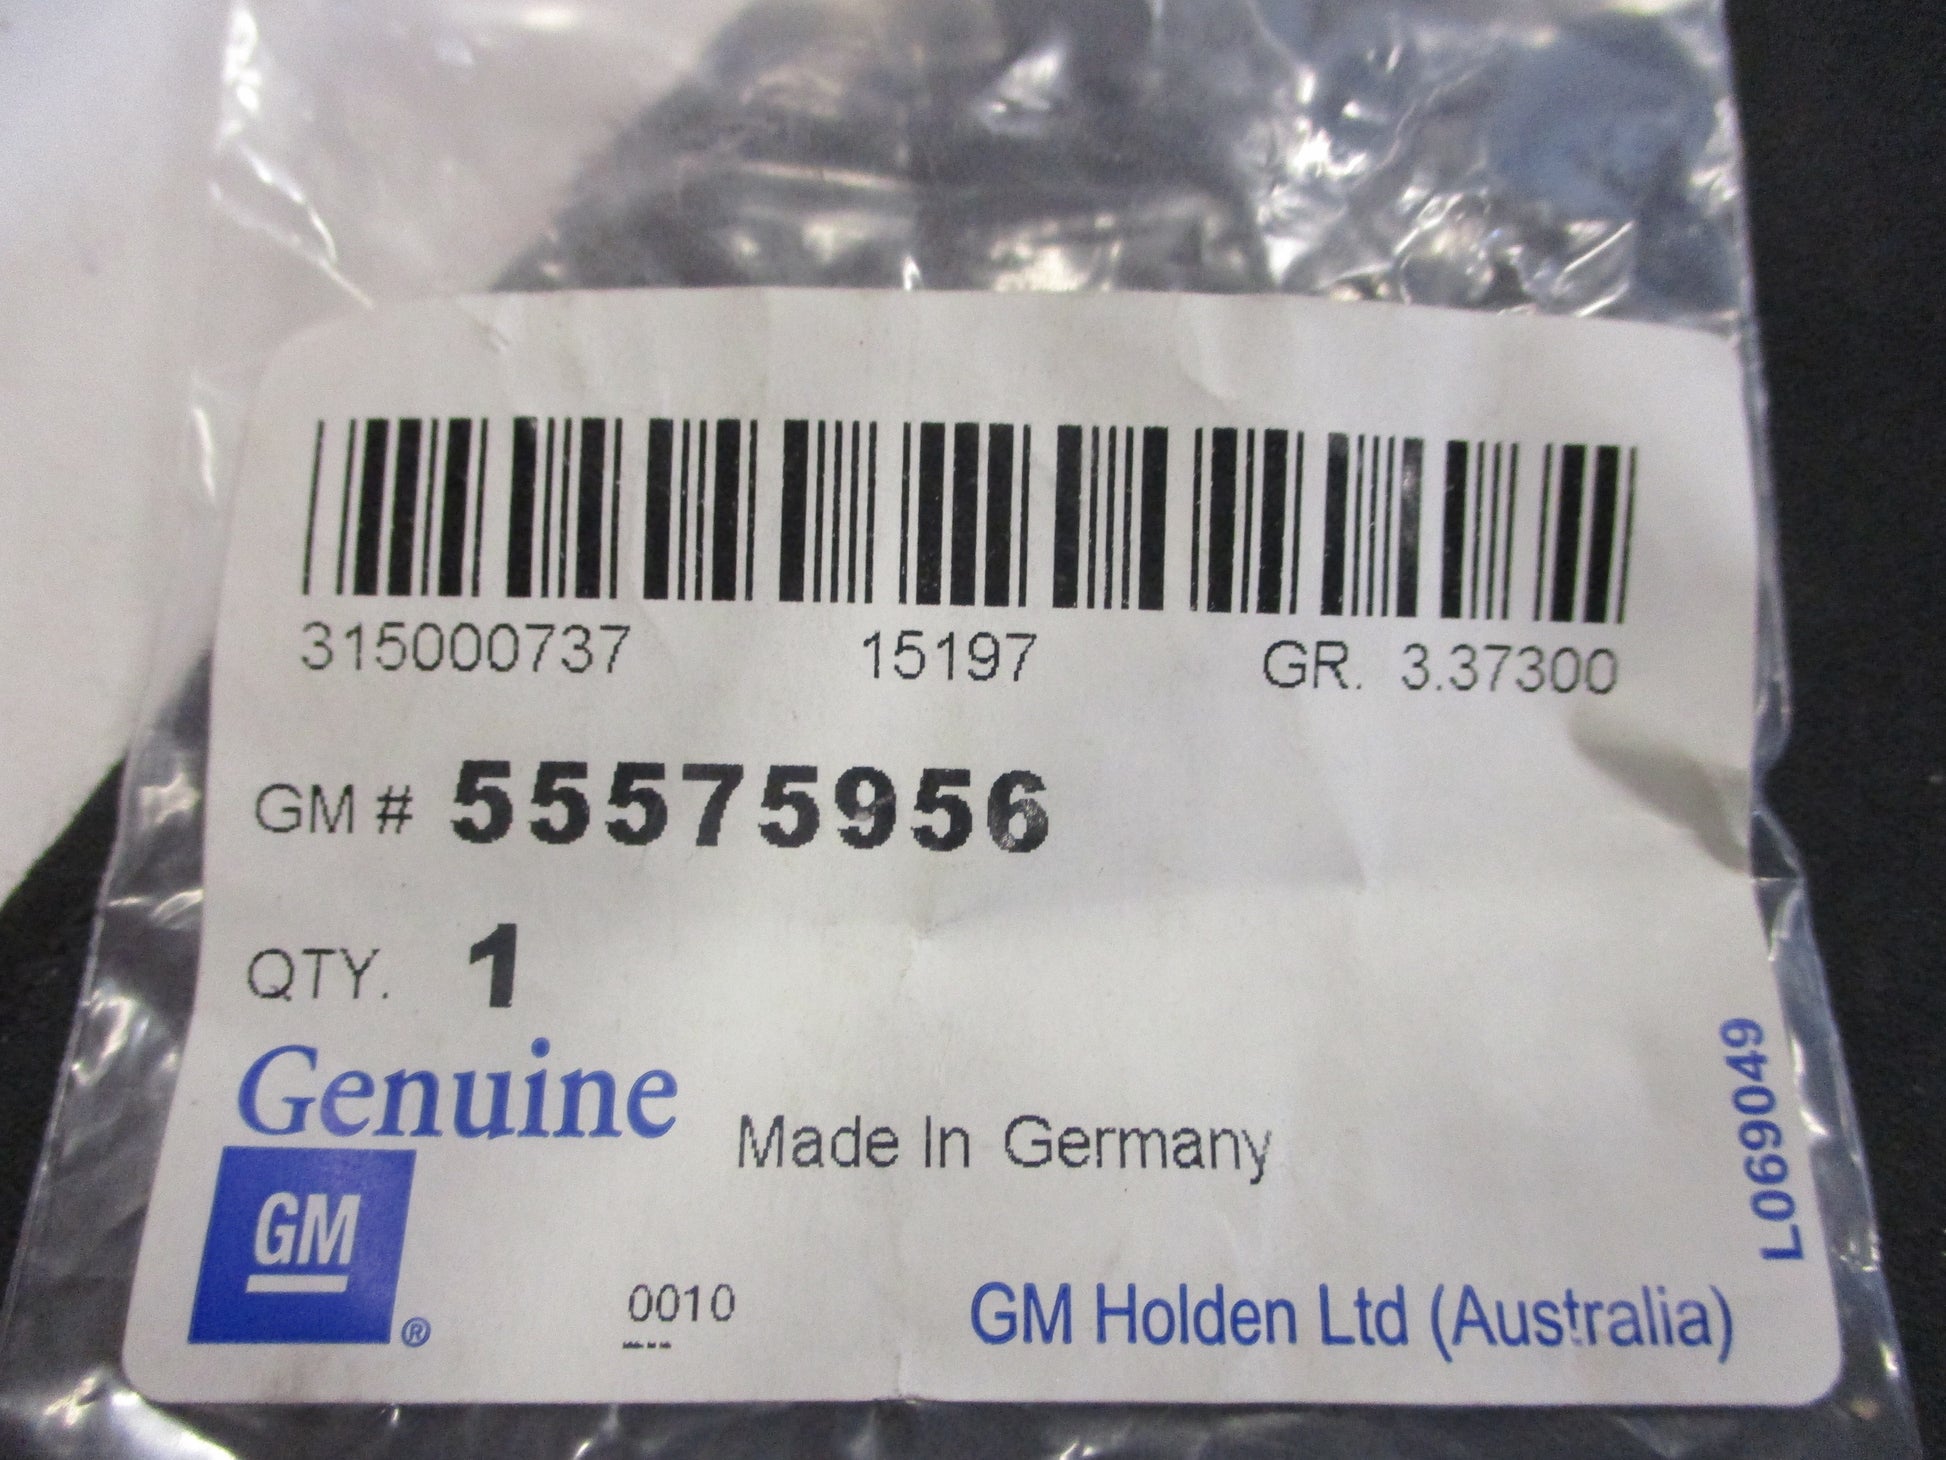 315000737 15197 GR. 3.37300
GM # 55575956
QTY. 1
Genuine
Made In Germany
GM ®
0010
GM Holden Ltd (Australia)
L069049